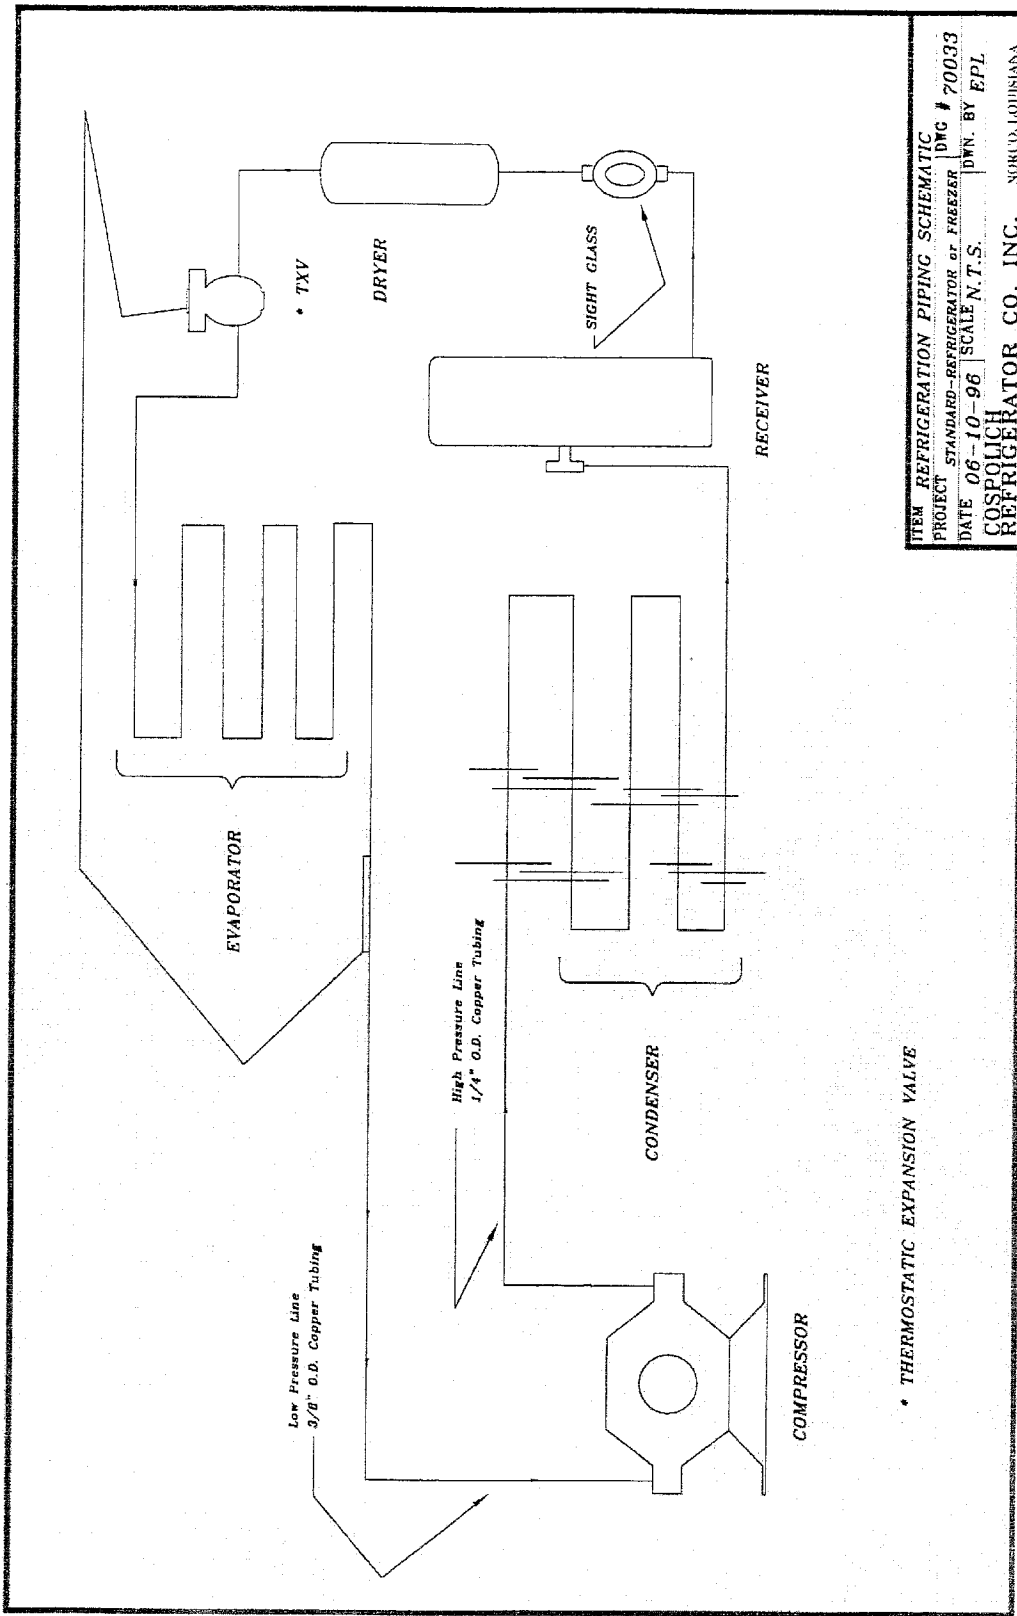 EVAPORATOR
* TXV
DRYER
SIGHT GLASS
RECEIVER
Low Pressure Line
3/8" O.D. Copper Tubing
High Pressure Line
1/4" O.D. Copper Tubing
CONDENSER
COMPRESSOR
* THERMOSTATIC EXPANSION VALVE
ITEM REFRIGERATION PIPING SCHEMATIC
PROJECT STANDARD-REFRIGERATOR or FREEZER DWG # 70033
DATE 06-10-96 SCALE N.T.S. DWN. BY EPL
COSPOLICH
REFRIGERATOR CO. INC. NORCO, LOUISIANA